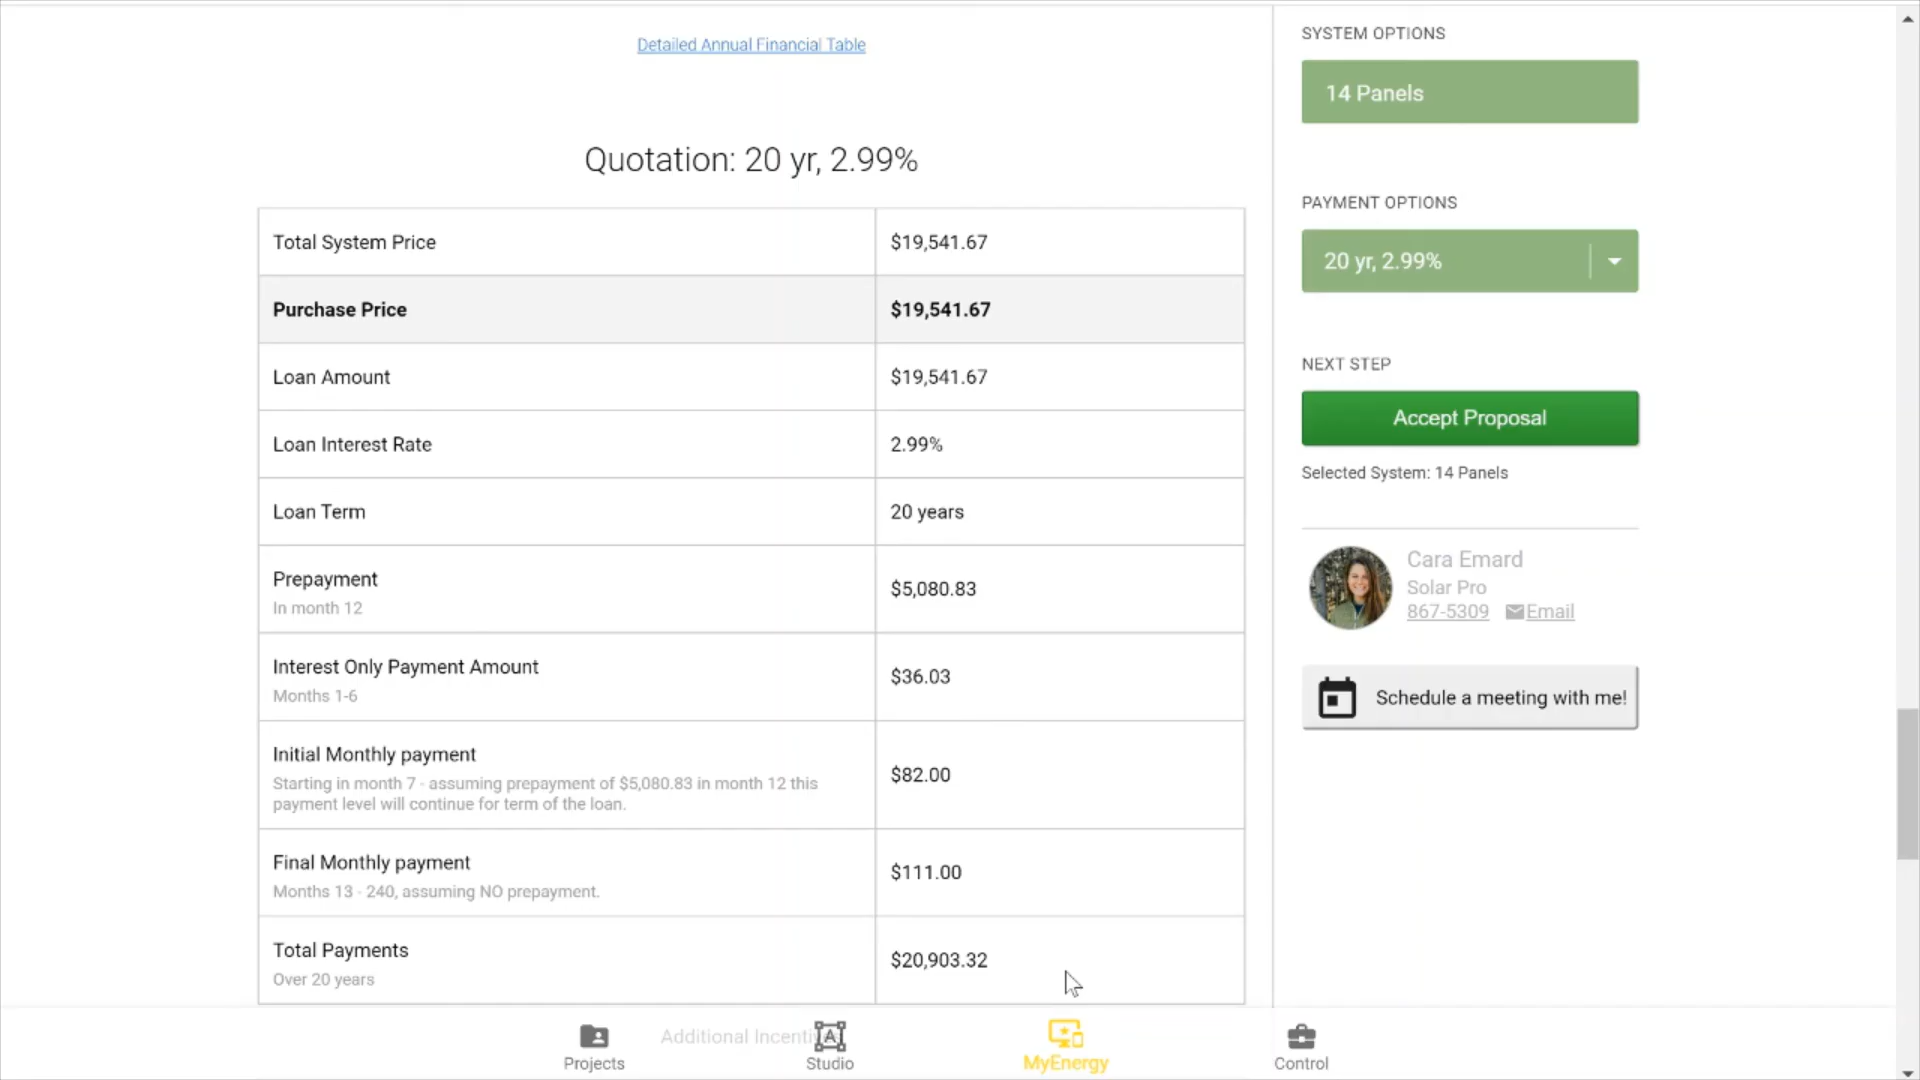 Detailed Annual Financial Table
Quotation: 20 yr, 2.99%
Total System Price $19,541.67
Purchase Price $19,541.67
Loan Amount $19,541.67
Loan Interest Rate 2.99%
Loan Term 20 years
Prepayment
In month 12
$5,080.83
Interest Only Payment Amount
Months 1-6
$36.03
Initial Monthly payment
Starting in month 7 - assuming prepayment of $5,080.83 in month 12 this
payment level will continue for term of the loan.
$82.00
Final Monthly payment
Months 13 - 240, assuming NO prepayment.
$111.00
Total Payments
Over 20 years
$20,903.32
SYSTEM OPTIONS
14 Panels
PAYMENT OPTIONS
20 yr, 2.99%
NEXT STEP
Accept Proposal
Selected System: 14 Panels
Cara Emard
Solar Pro
867-5309 Email
Schedule a meeting with me!
Additional
Projects
A
Studio
MyEnergy
Control